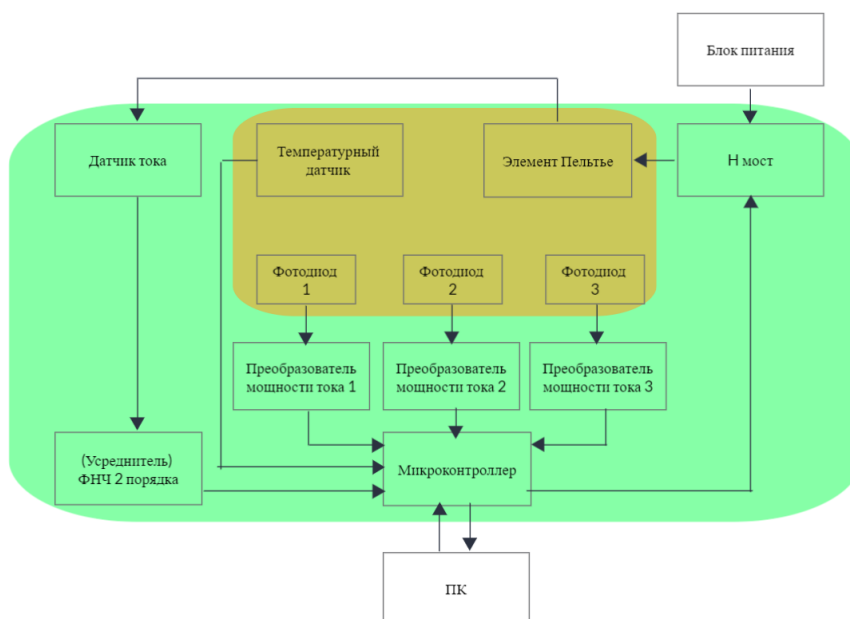 Блок питания
Датчик тока
Температурный
датчик
Элемент Пельтье
Н мост
Фотодиод
1
Фотодиод
2
Фотодиод
3
Преобразователь
мощности тока 1
Преобразователь
мощности тока 2
Преобразователь
мощности тока 3
(Усреднитель)
ФНЧ 2 порядка
Микроконтроллер
ПК